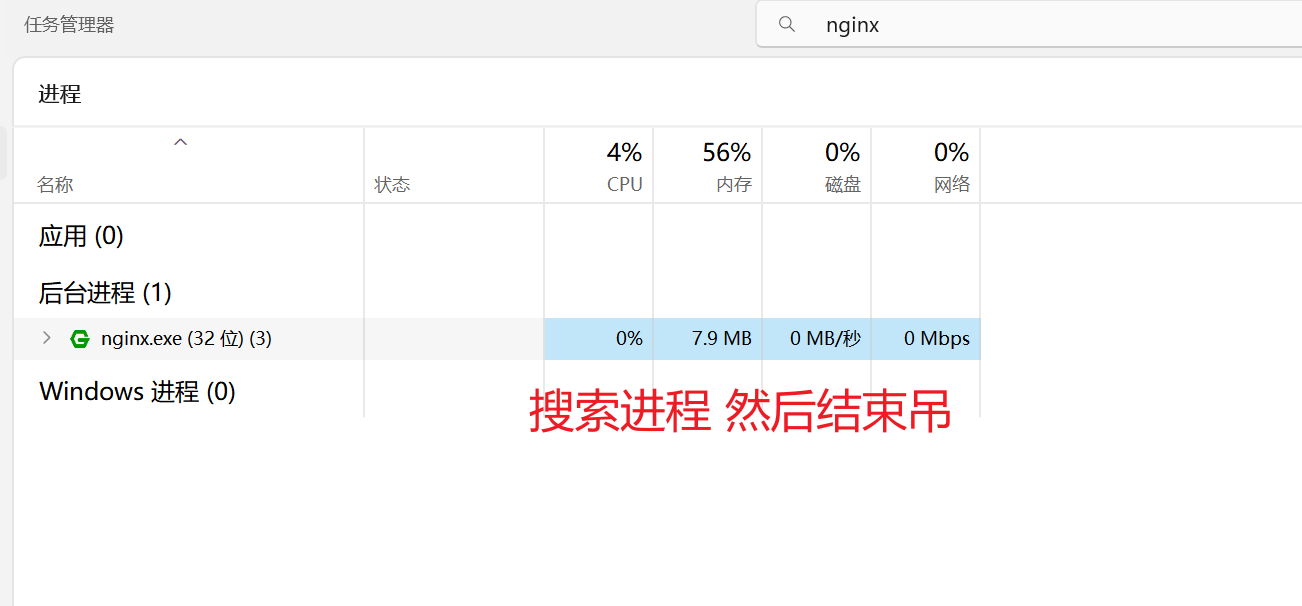 任务管理器
nginx
进程
4% 56% 0% 0%
名称 状态 CPU 内存 磁盘 网络
应用 (0)
后台进程 (1)
nginx.exe (32 位) (3) 0% 7.9 MB 0 MB/秒 0 Mbps
Windows 进程 (0)
搜索进程 然后结束吊